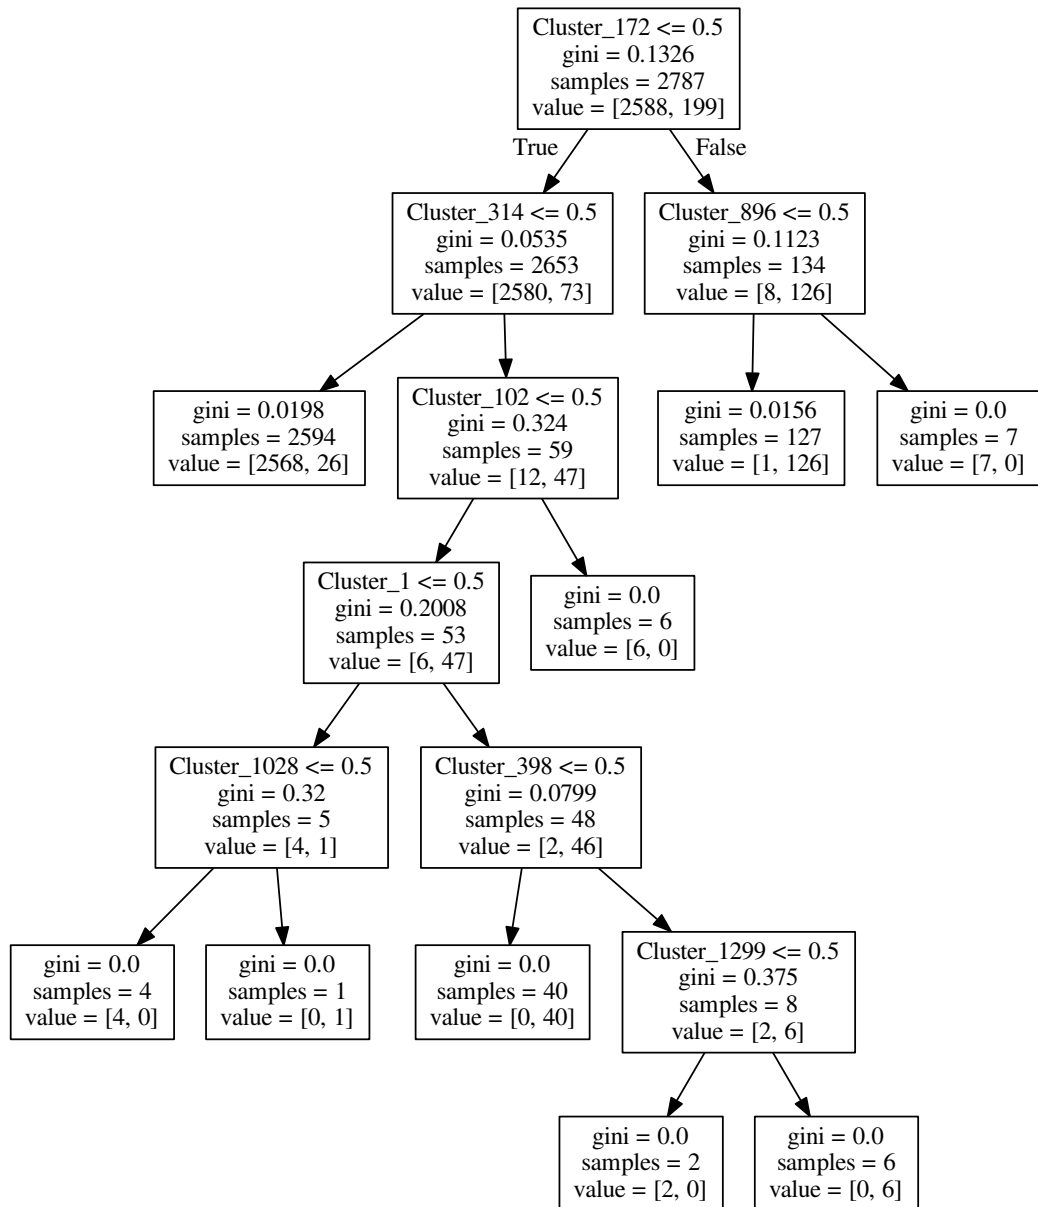 Cluster_172 <= 0.5
gini = 0.1326
samples = 2787
value = [2588, 199]
True
False
Cluster_314 <= 0.5
gini = 0.0535
samples = 2653
value = [2580, 73]
Cluster_896 <= 0.5
gini = 0.1123
samples = 134
value = [8, 126]
gini = 0.0198
samples = 2594
value = [2568, 26]
Cluster_102 <= 0.5
gini = 0.324
samples = 59
value = [12, 47]
gini = 0.0156
samples = 127
value = [1, 126]
gini = 0.0
samples = 7
value = [7, 0]
Cluster_1 <= 0.5
gini = 0.2008
samples = 53
value = [6, 47]
gini = 0.0
samples = 6
value = [6, 0]
Cluster_1028 <= 0.5
gini = 0.32
samples = 5
value = [4, 1]
Cluster_398 <= 0.5
gini = 0.0799
samples = 48
value = [2, 46]
gini = 0.0
samples = 4
value = [4, 0]
gini = 0.0
samples = 1
value = [0, 1]
gini = 0.0
samples = 40
value = [0, 40]
Cluster_1299 <= 0.5
gini = 0.375
samples = 8
value = [2, 6]
gini = 0.0
samples = 2
value = [2, 0]
gini = 0.0
samples = 6
value = [0, 6]